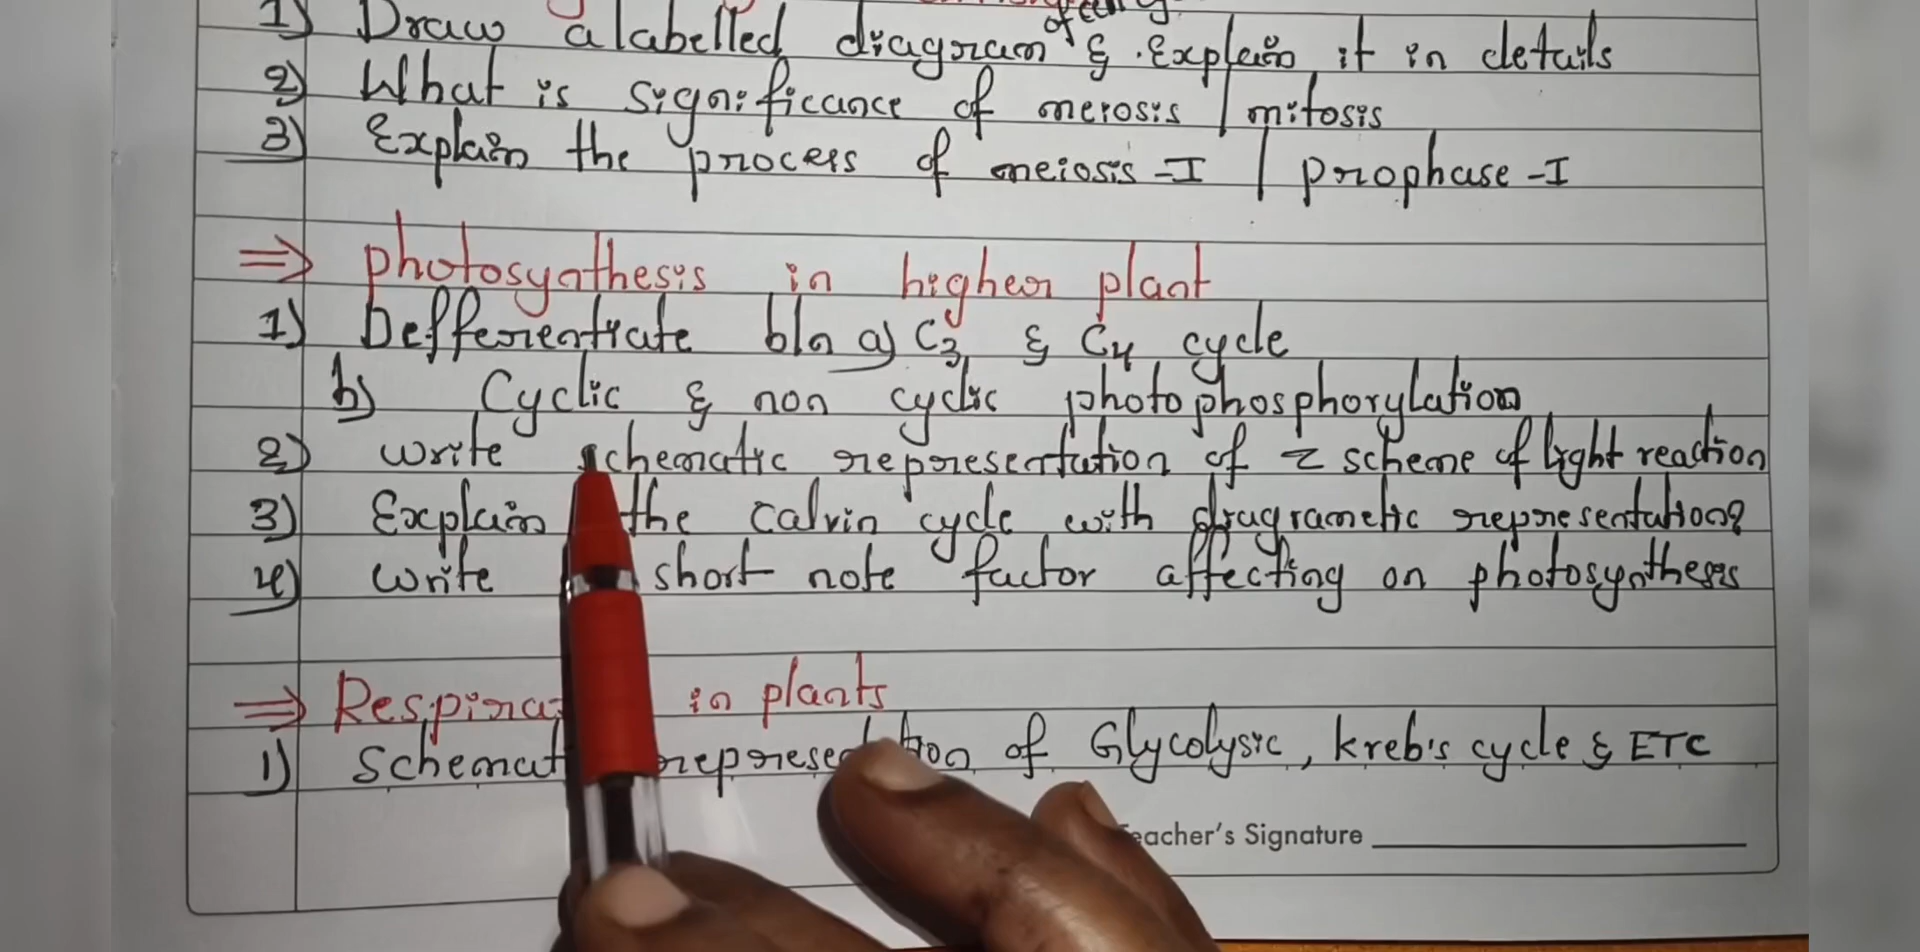 of cell
1) Draw a labelled diagram & Explain it in details
2) What is significance of meiosis / mitosis
3) Explain the process of meiosis -I / prophase -I
⇒ photosynthesis in higher plant
1) Defferentiate b/n a) C3 & C4 cycle
b) Cyclic & non cyclic photophosphorylation
2) write schematic representation of z scheme of light reaction
3) Explain the calvin cycle with diagrametic representation?
4) write short note factor affecting on photosynthesis
⇒ in plants
1) of Glycolysic, kreb's cycle & ETC
Teacher's Signature